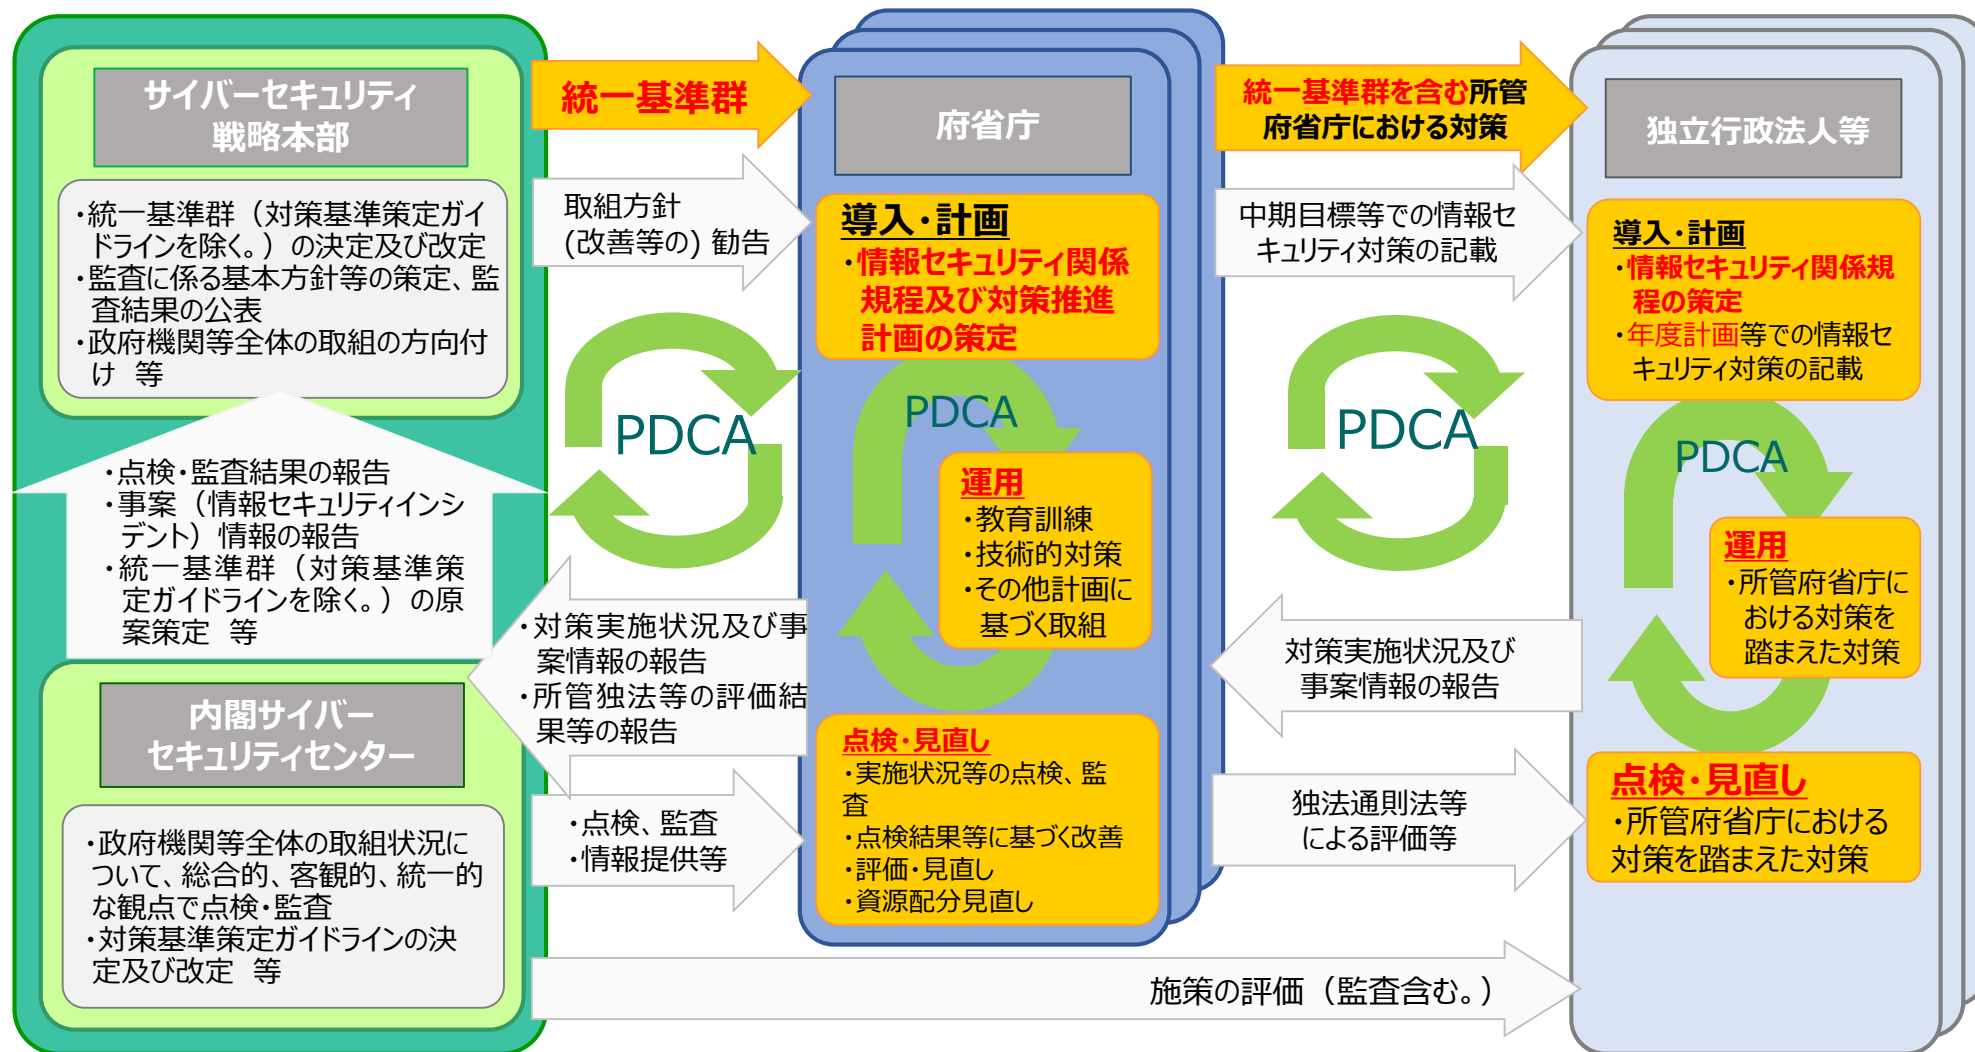 サイバーセキュリティ
戦略本部
・統一基準群（対策基準策定ガイ
ドラインを除く。）の決定及び改定
・監査に係る基本方針等の策定、監
査結果の公表
・政府機関等全体の取組の方向付
け　等
・点検・監査結果の報告
・事案（情報セキュリティインシ
デント）情報の報告
・統一基準群（対策基準策
定ガイドラインを除く。）の原
案策定　等
内閣サイバー
セキュリティセンター
・政府機関等全体の取組状況に
ついて、総合的、客観的、統一的
な観点で点検・監査
・対策基準策定ガイドラインの決
定及び改定　等
統一基準群
取組方針
(改善等の) 勧告
PDCA
・対策実施状況及び事
案情報の報告
・所管独法等の評価結
果等の報告
・点検、監査
・情報提供等
府省庁
導入・計画
・情報セキュリティ関係
規程及び対策推進
計画の策定
PDCA
運用
・教育訓練
・技術的対策
・その他計画に
基づく取組
点検・見直し
・実施状況等の点検、監
査
・点検結果等に基づく改善
・評価・見直し
・資源配分見直し
統一基準群を含む所管
府省庁における対策
中期目標等での情報セ
キュリティ対策の記載
PDCA
対策実施状況及び
事案情報の報告
独法通則法等
による評価等
施策の評価（監査含む。）
独立行政法人等
導入・計画
・情報セキュリティ関係規
程の策定
・年度計画等での情報セ
キュリティ対策の記載
PDCA
運用
・所管府省庁に
おける対策を
踏まえた対策
点検・見直し
・所管府省庁における
対策を踏まえた対策